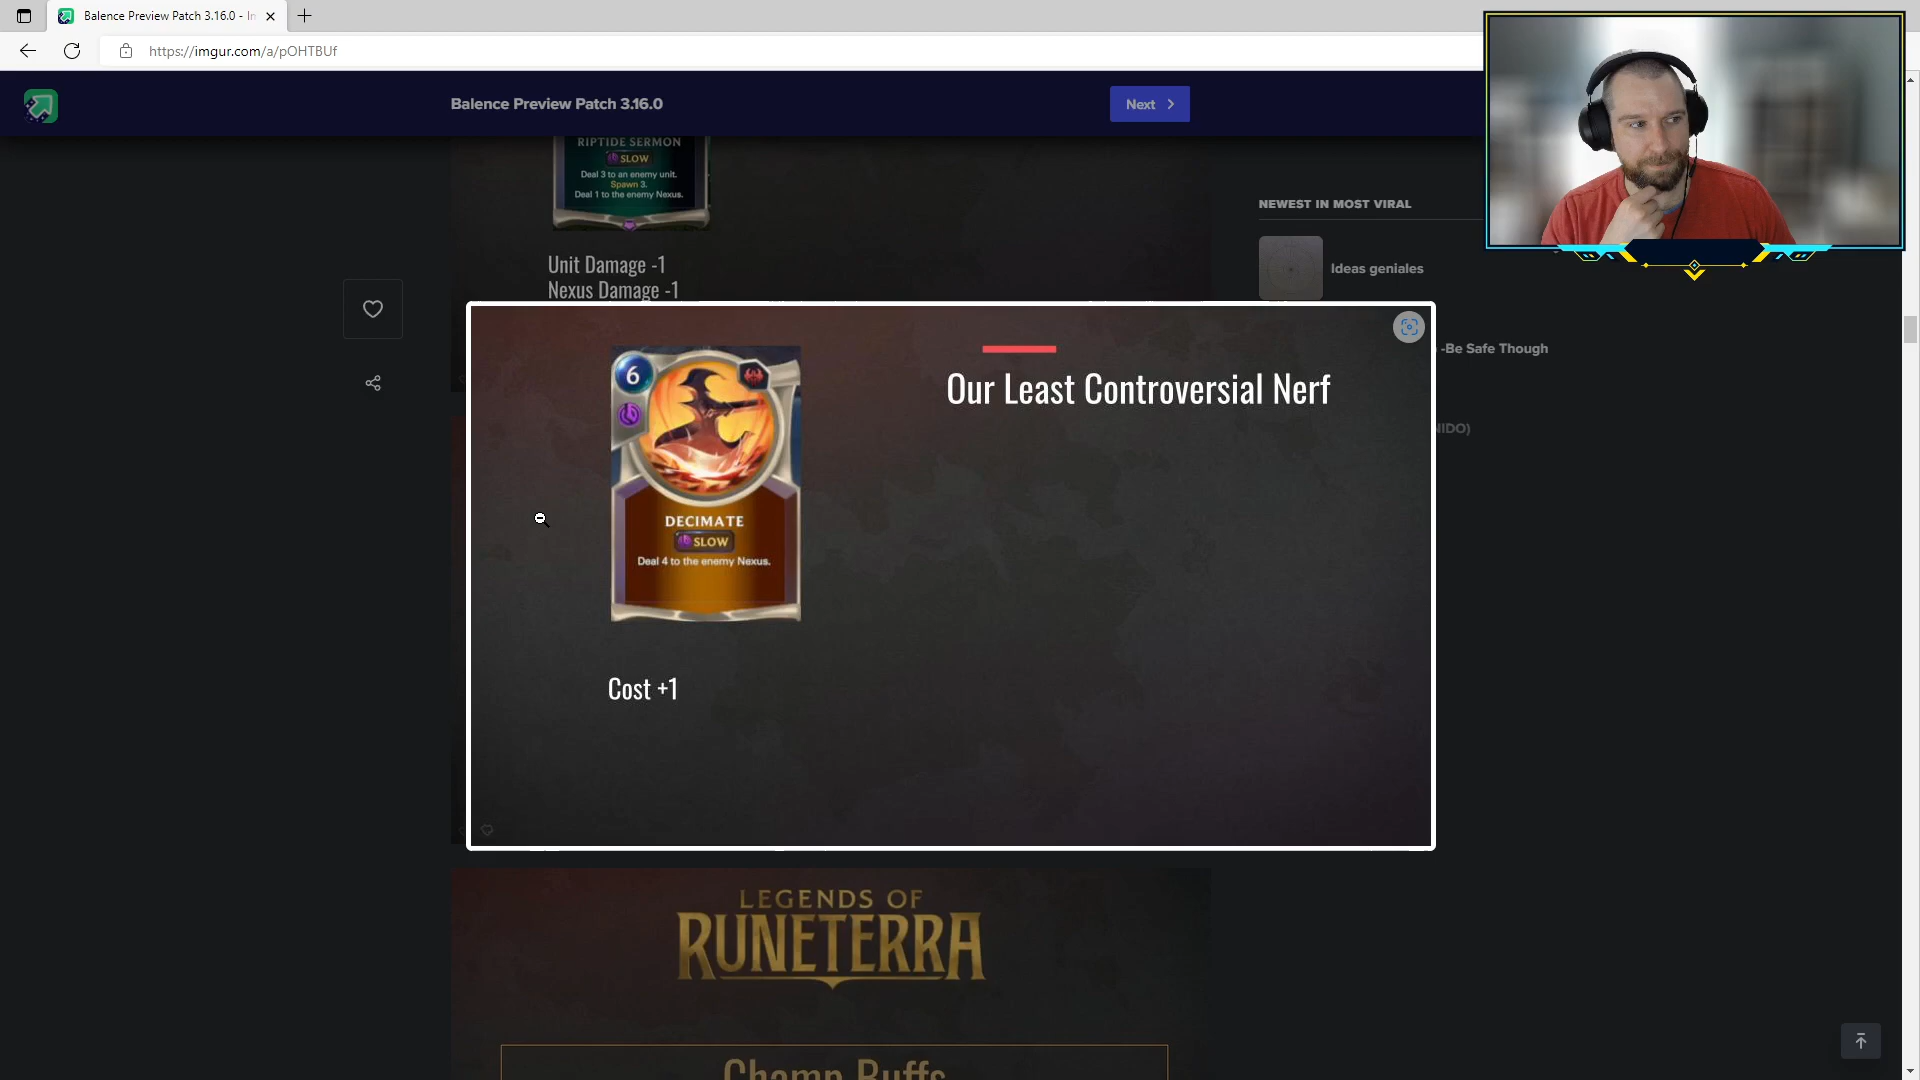 Balence Preview Patch 3.16.0 - In
https://imgur.com/a/pOHTBUf
Balence Preview Patch 3.16.0
Next
RIPTIDE SERMON
SLOW
Deal 3 to an enemy unit.
Spawn 3.
Deal 1 to the enemy Nexus.
Unit Damage -1
Nexus Damage -1
NEWEST IN MOST VIRAL
Ideas geniales
-Be Safe Though
NIDO)
6
Our Least Controversial Nerf
DECIMATE
SLOW
Deal 4 to the enemy Nexus.
Cost +1
LEGENDS OF
RUNETERRA
Champ Buffs